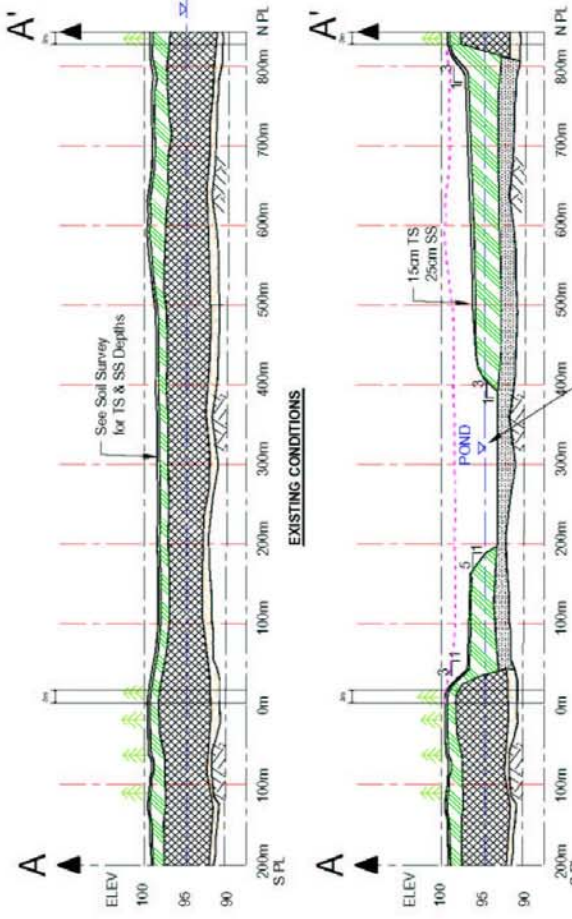 A A'
See Soil Survey
for TS & SS Depths
ELEV
100
95
90
200m 100m 0m 100m 200m 300m 400m 500m 600m 700m 800m
S PL N PL
EXISTING CONDITIONS
A A'
15cm TS
25cm SS
ELEV
100
95
90
3
1
5
1
POND
3
1
3
1
200m 100m 0m 100m 200m 300m 400m 500m 600m 700m 800m
S PL N PL